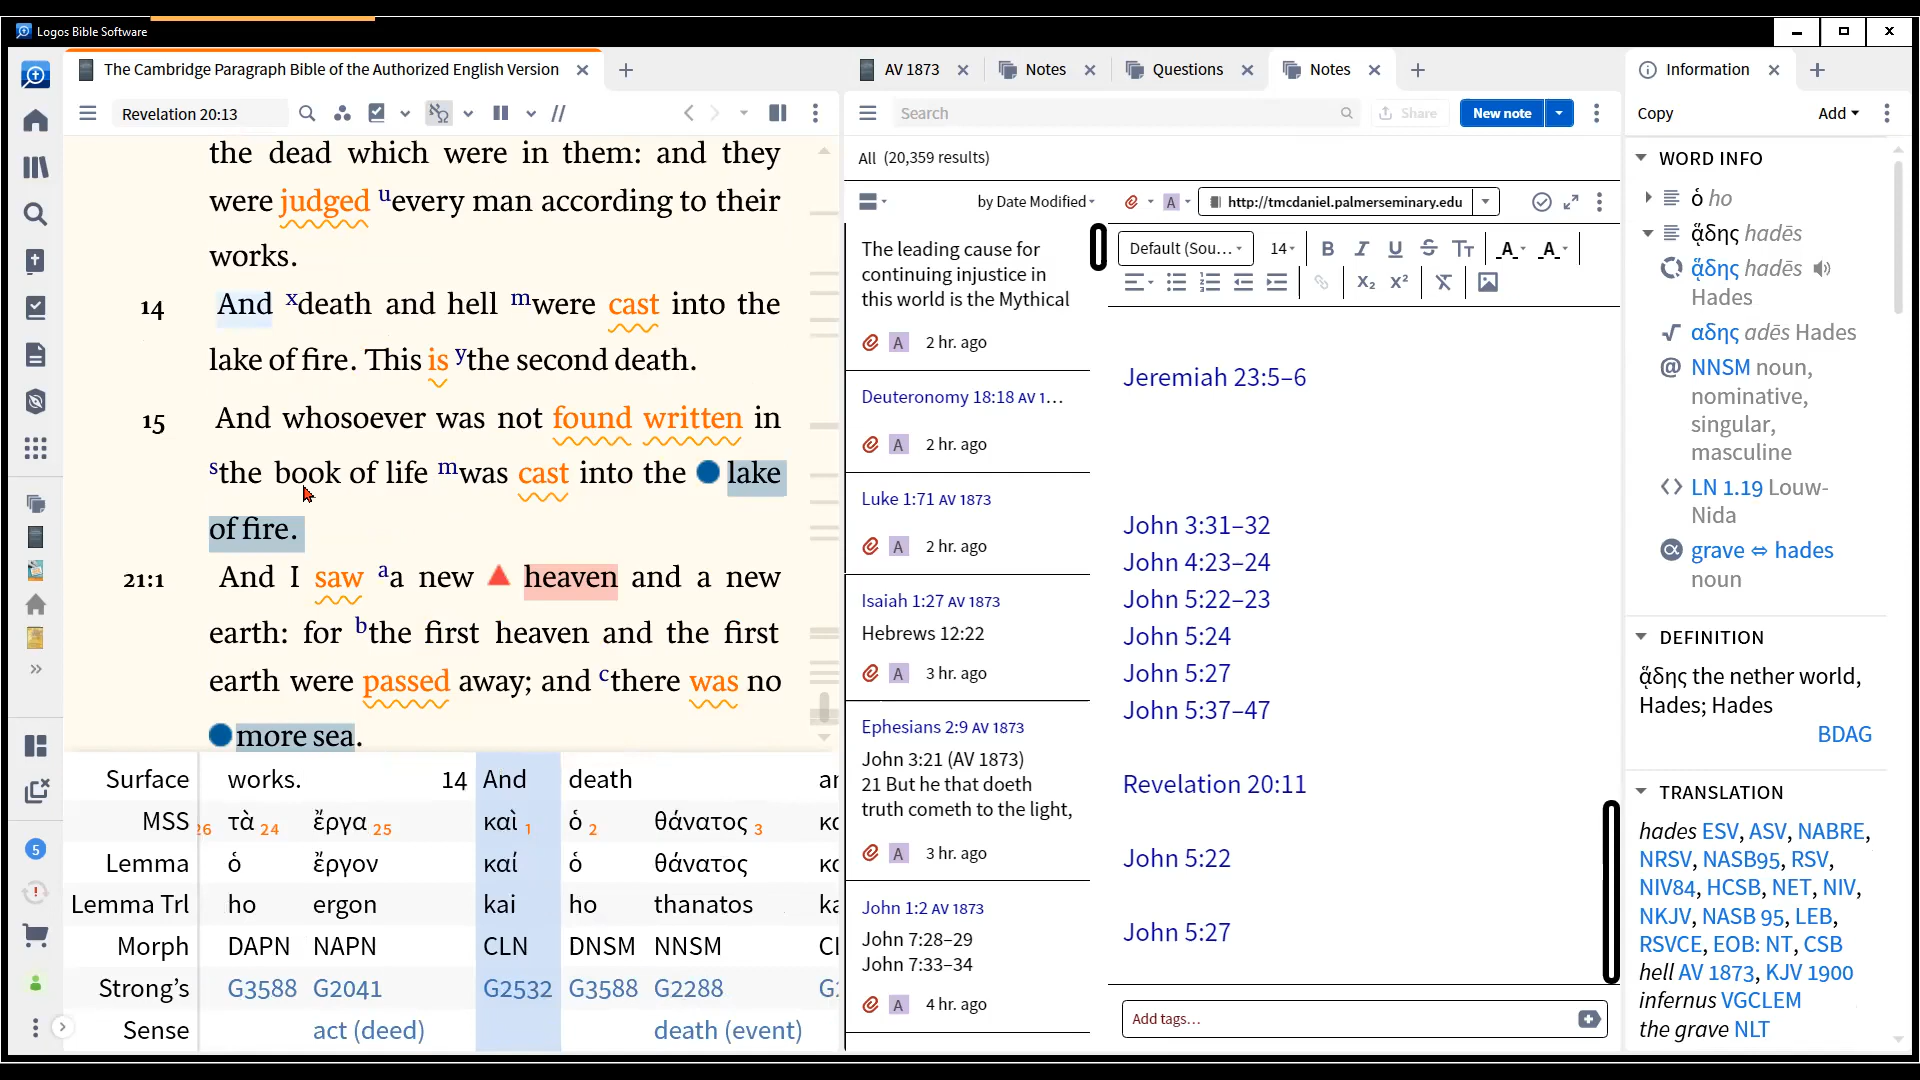 Logos Bible Software
The Cambridge Paragraph Bible of the Authorized English Version
Revelation 20:13
the dead which were in them: and they
were judged uevery man according to their
works.
14 And xdeath and hell mwere cast into the
lake of fire. This is ythe second death.
15 And whosoever was not found written in
sthe book of life mwas cast into the lake
of fire.
21:1 And I saw aa new heaven and a new
earth: for bthe first heaven and the first
earth were passed away; and cthere was no
more sea.
Surface works. 14 And death
MSS 26 τὰ 24 ἔργα 25 καὶ 1 ὁ 2 θάνατος 3
Lemma ὁ ἔργον καί ὁ θάνατος
Lemma Trl ho ergon kai ho thanatos
Morph DAPN NAPN CLN DNSM NNSM
Strong's G3588 G2041 G2532 G3588 G2288
Sense act (deed) death (event)
5
AV 1873
Notes
Questions
Notes
Search
Share
New note
All (20,359 results)
by Date Modified
http://tmcdaniel.palmerseminary.edu
The leading cause for
continuing injustice in
this world is the Mythical
A 2 hr. ago
Deuteronomy 18:18 AV 1…
A 2 hr. ago
Luke 1:71 AV 1873
A 2 hr. ago
Isaiah 1:27 AV 1873
Hebrews 12:22
A 3 hr. ago
Ephesians 2:9 AV 1873
John 3:21 (AV 1873)
21 But he that doeth
truth cometh to the light,
A 3 hr. ago
John 1:2 AV 1873
John 7:28–29
John 7:33–34
A 4 hr. ago
Default (Sou… 14 B I U S TT A A
X₂ X²
Jeremiah 23:5–6
John 3:31–32
John 4:23–24
John 5:22–23
John 5:24
John 5:27
John 5:37–47
Revelation 20:11
John 5:22
John 5:27
Add tags…
Information
Copy
Add
WORD INFO
ὁ ho
ᾅδης hadēs
ᾅδης hadēs
Hades
αδης adēs Hades
NNSM noun,
nominative,
singular,
masculine
LN 1.19 Louw-
Nida
grave ⇔ hades
noun
DEFINITION
ᾅδης the nether world,
Hades; Hades
BDAG
TRANSLATION
hades ESV, ASV, NABRE,
NRSV, NASB95, RSV,
NIV84, HCSB, NET, NIV,
NKJV, NASB 95, LEB,
RSVCE, EOB: NT, CSB
hell AV 1873, KJV 1900
infernus VGCLEM
the grave NLT